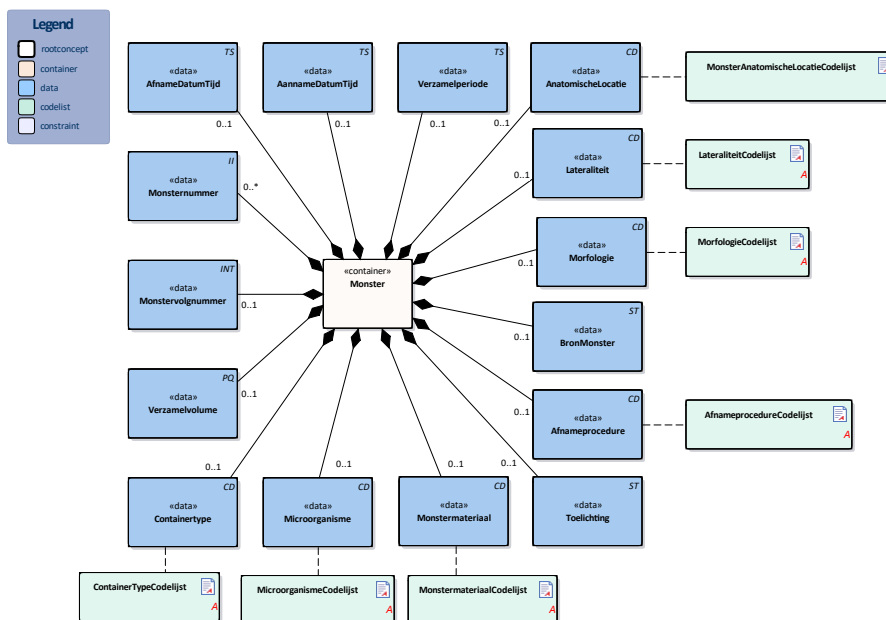 Legend
rootconcept
container
data
codelist
constraint
TS
«data»
AfnameDatumTijd
0..1
TS
«data»
AannameDatumTijd
0..1
TS
«data»
Verzamelperiode
0..1
CD
«data»
AnatomischeLocatie
0..1
MonsterAnatomischeLocatieCodelijst
CD
«data»
Lateraliteit
0..1
LateraliteitCodelijst
A
II
«data»
Monsternummer
0..*
CD
«data»
Morfologie
0..1
MorfologieCodelijst
A
«container»
Monster
INT
«data»
Monstervolgnummer
0..1
ST
«data»
BronMonster
0..1
PQ
«data»
Verzamelvolume
0..1
CD
«data»
Afnameprocedure
0..1
AfnameprocedureCodelijst
A
0..1
CD
«data»
Containertype
0..1
CD
«data»
Microorganisme
0..1
CD
«data»
Monstermateriaal
0..1
ST
«data»
Toelichting
ContainerTypeCodelijst
A
MicroorganismeCodelijst
A
MonstermateriaalCodelijst
A